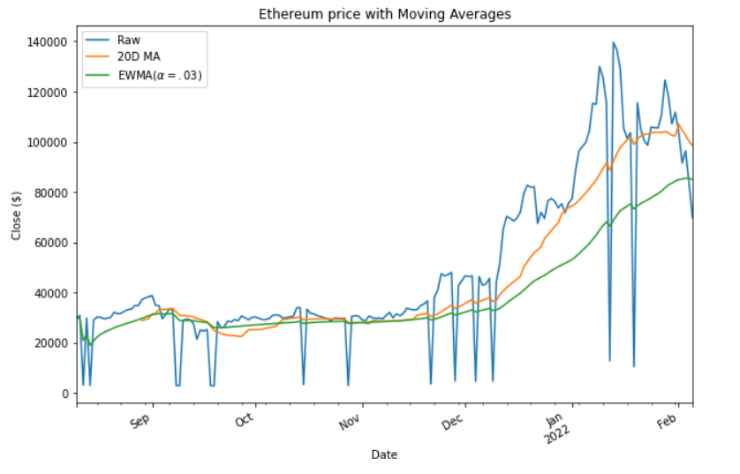 Ethereum price with Moving Averages
Raw
20D MA
EWMA(α = .03)
140000
120000
100000
80000
60000
40000
20000
0
Close ($)
Sep
Oct
Nov
Dec
Jan
2022
Feb
Date